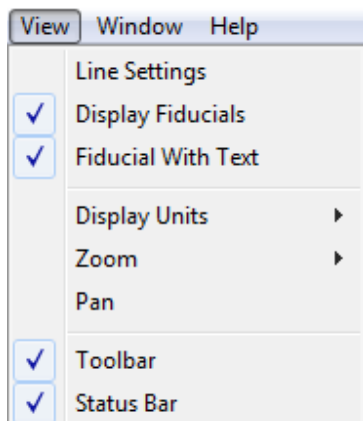 View Window Help
Line Settings
Display Fiducials
Fiducial With Text
Display Units
Zoom
Pan
Toolbar
Status Bar